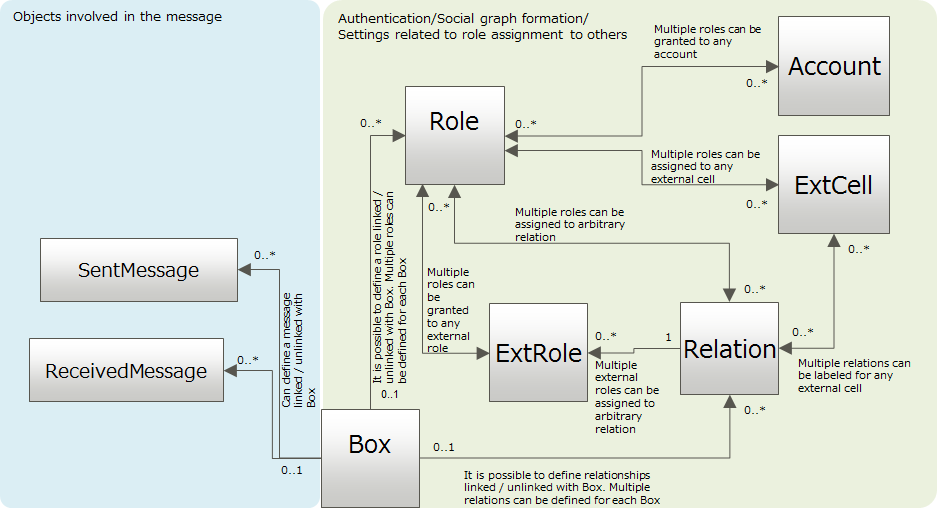 Objects involved in the message
Authentication/Social graph formation/
Settings related to role assignment to others
Multiple roles can be
granted to any
account
0..*
Account
Role
0..*
0..*
Multiple roles can be
assigned to any
external cell
0..*
ExtCell
0..*
0..*
Multiple roles can be
assigned to arbitrary
relation
0..*
SentMessage
0..*
Can define a message
linked / unlinked with
Box
It is possible to define a role linked /
unlinked with Box. Multiple roles can
be defined for each Box
Multiple
roles can
be
granted
to any
external
role
ExtRole
0..*
1
Relation
0..*
Multiple relations can
be labeled for any
external cell
Multiple
external
roles can be
assigned to
arbitrary
relation
0..*
ReceivedMessage
0..*
0..1
0..1
Box
0..1
It is possible to define relationships
linked / unlinked with Box. Multiple
relations can be defined for each Box